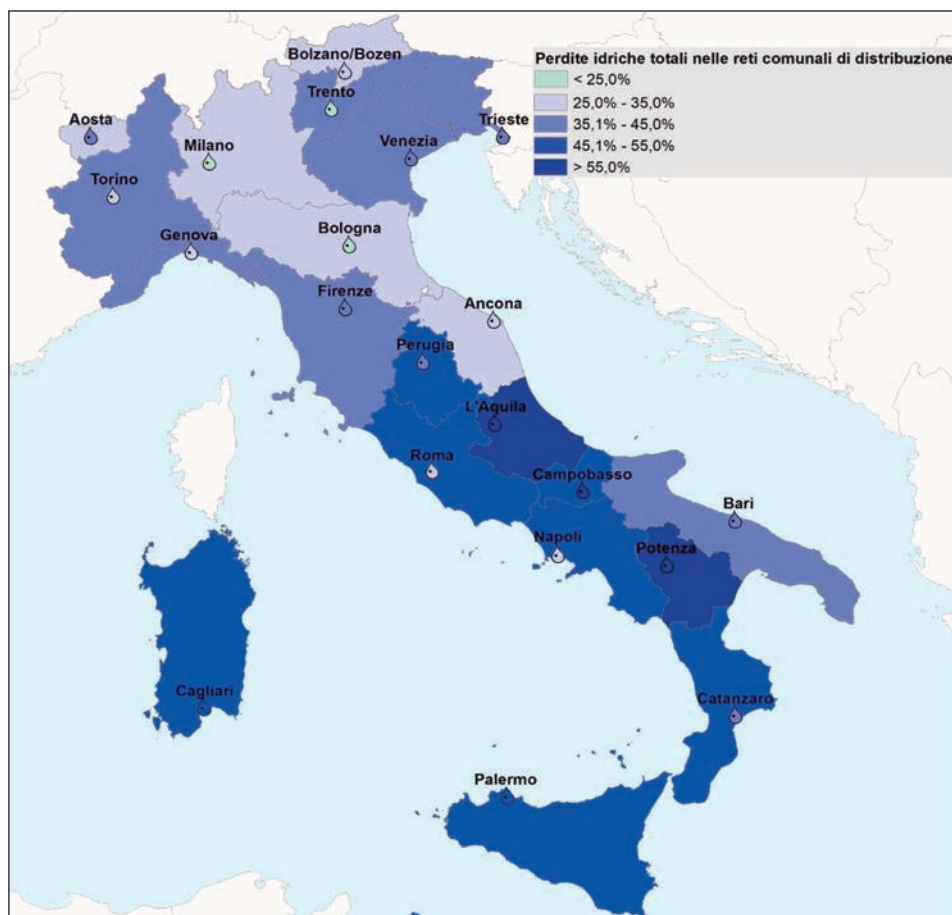 Perdite idriche totali nelle reti comunali di distribuzione
< 25,0%
25,0% - 35,0%
35,1% - 45,0%
45,1% - 55,0%
> 55,0%
Bolzano/Bozen
Trento
Aosta
Trieste
Milano
Venezia
Torino
Genova
Bologna
Firenze
Ancona
Perugia
L'Aquila
Roma
Campobasso
Bari
Napoli
Potenza
Cagliari
Catanzaro
Palermo